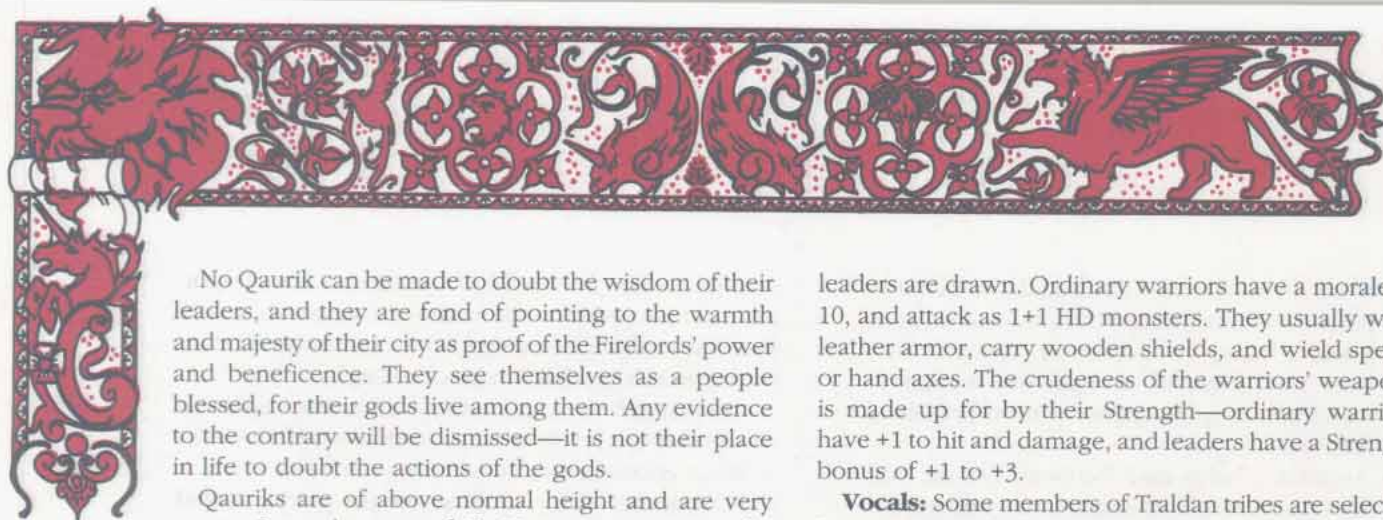 No Qaurik can be made to doubt the wisdom of their
leaders, and they are fond of pointing to the warmth
and majesty of their city as proof of the Firelords' power
and beneficence. They see themselves as a people
blessed, for their gods live among them. Any evidence
to the contrary will be dismissed—it is not their place
in life to doubt the actions of the gods.
Qauriks are of above normal height and are very
leaders are drawn. Ordinary warriors have a morale
10, and attack as 1+1 HD monsters. They usually w
leather armor, carry wooden shields, and wield spe
or hand axes. The crudeness of the warriors' weap
is made up for by their Strength—ordinary warri
have +1 to hit and damage, and leaders have a Stren
bonus of +1 to +3.
Vocals: Some members of Traldan tribes are selec